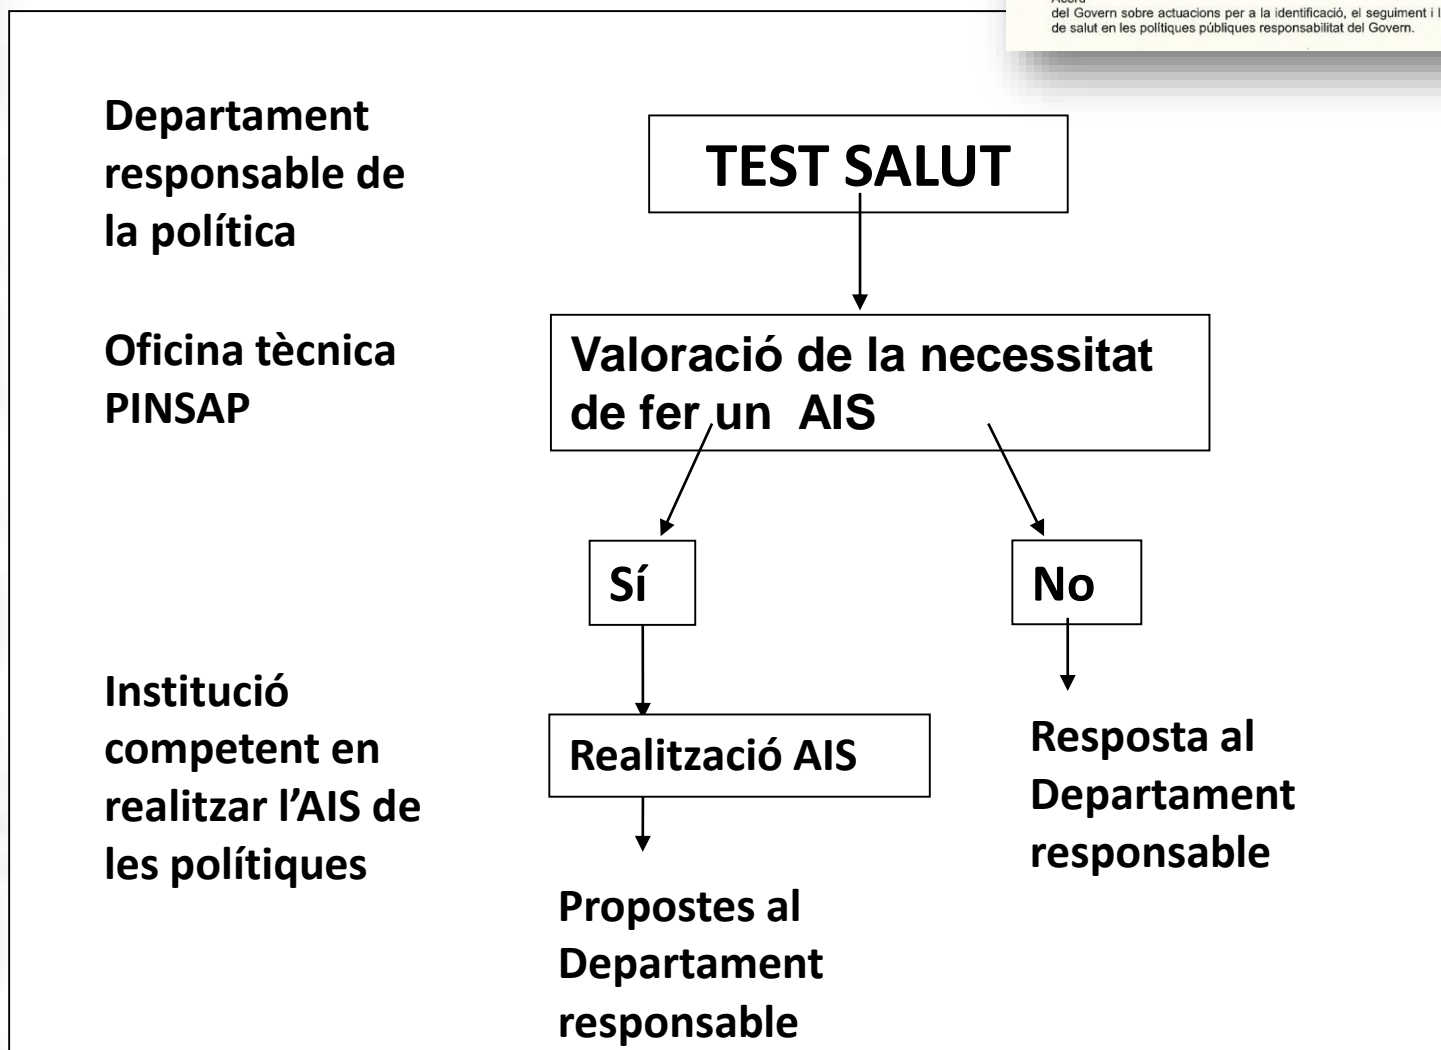 del Govern sobre actuacions per a la identificació, el seguiment i l
de salut en les polítiques públiques responsabilitat del Govern.
Departament
responsable de
la política
TEST SALUT
Oficina tècnica
PINSAP
Valoració de la necessitat
de fer un AIS
Sí
No
Institució
competent en
realitzar l'AIS de
les polítiques
Realització AIS
Resposta al
Departament
responsable
Propostes al
Departament
responsable